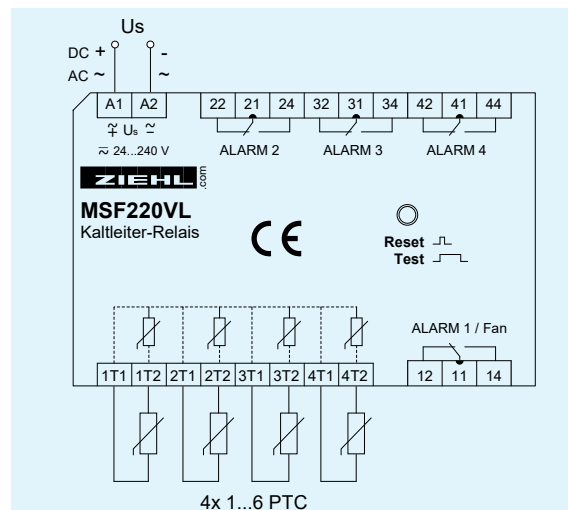 Us
DC + -
AC ~ ~
A1 A2 22 21 24 32 31 34 42 41 44
≂ Us ≃
ALARM 2 ALARM 3 ALARM 4
≂ 24...240 V
ZIEHL.com
MSF220VL
Kaltleiter-Relais
CE
Reset
Test
ALARM 1 / Fan
1T1 1T2 2T1 2T2 3T1 3T2 4T1 4T2 12 11 14
4x 1...6 PTC